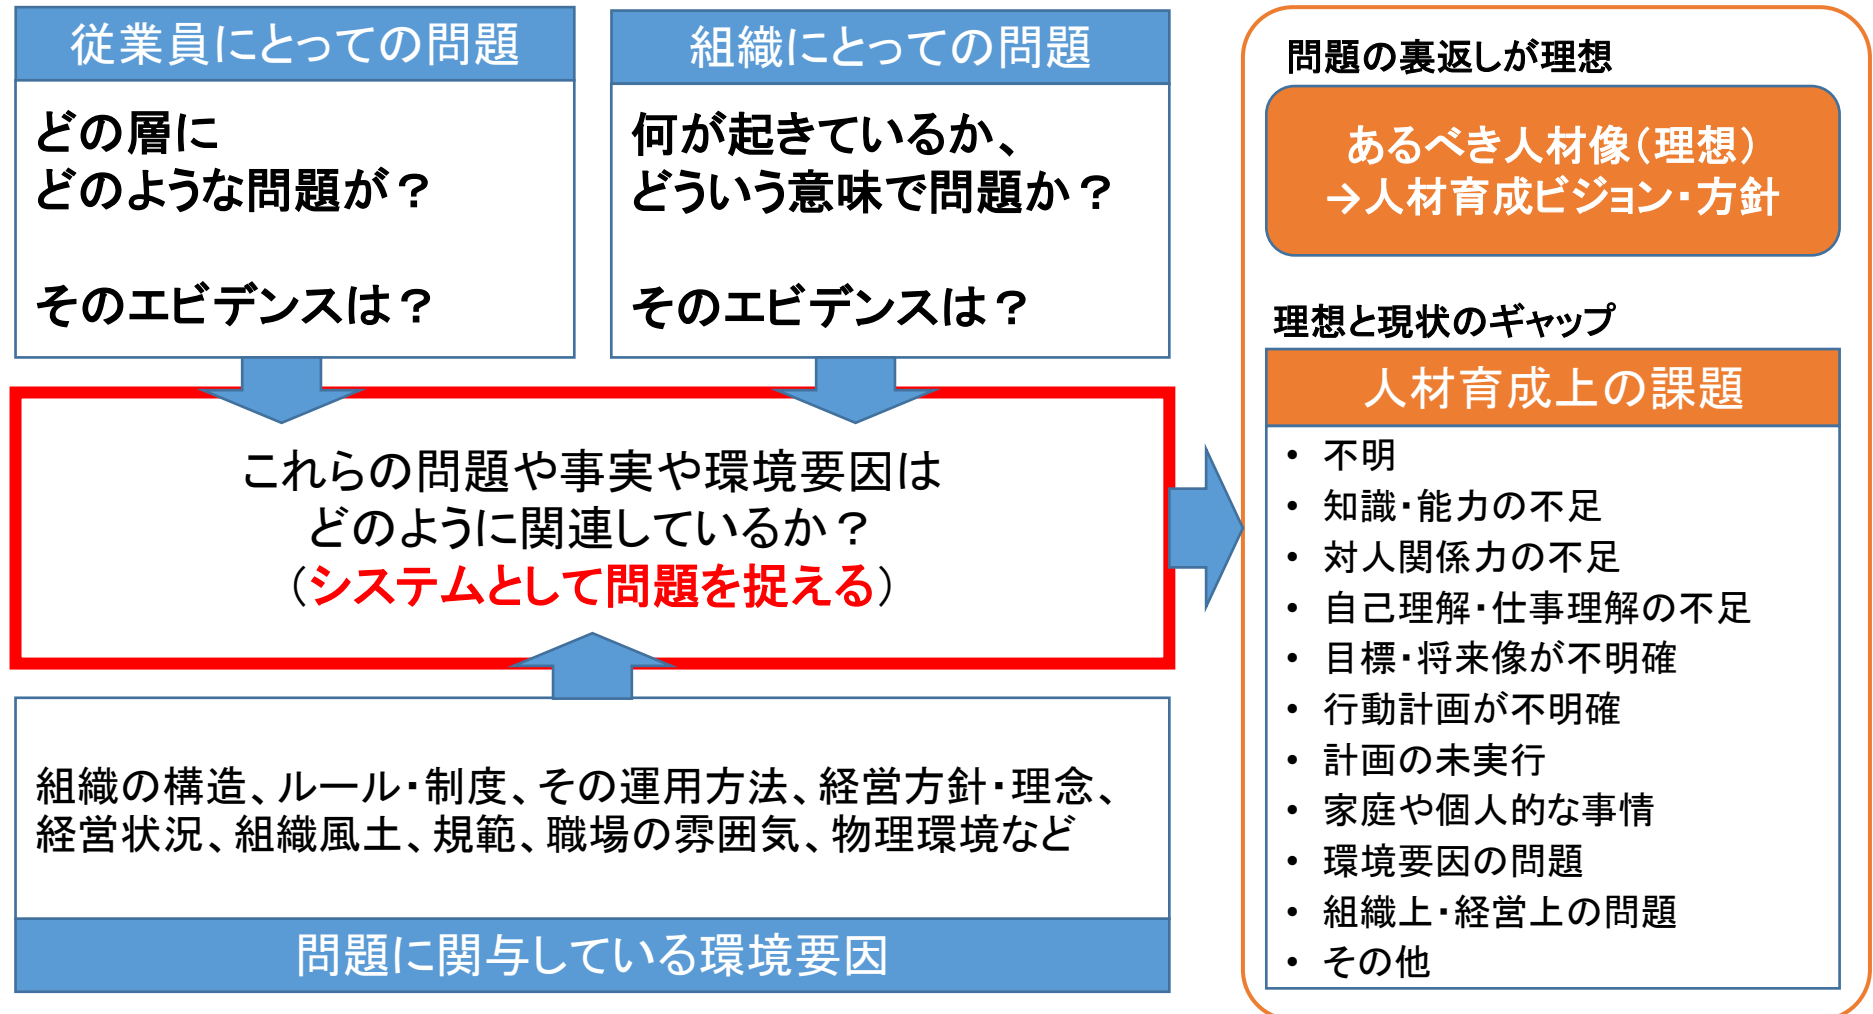 従業員にとっての問題
どの層に
どのような問題が？
そのエビデンスは？
組織にとっての問題
何が起きているか、
どういう意味で問題か？
そのエビデンスは？
これらの問題や事実や環境要因は
どのように関連しているか？
（システムとして問題を捉える）
組織の構造、ルール・制度、その運用方法、経営方針・理念、
経営状況、組織風土、規範、職場の雰囲気、物理環境など
問題に関与している環境要因
問題の裏返しが理想
あるべき人材像（理想）
→人材育成ビジョン・方針
理想と現状のギャップ
人材育成上の課題
• 不明
• 知識・能力の不足
• 対人関係力の不足
• 自己理解・仕事理解の不足
• 目標・将来像が不明確
• 行動計画が不明確
• 計画の未実行
• 家庭や個人的な事情
• 環境要因の問題
• 組織上・経営上の問題
• その他